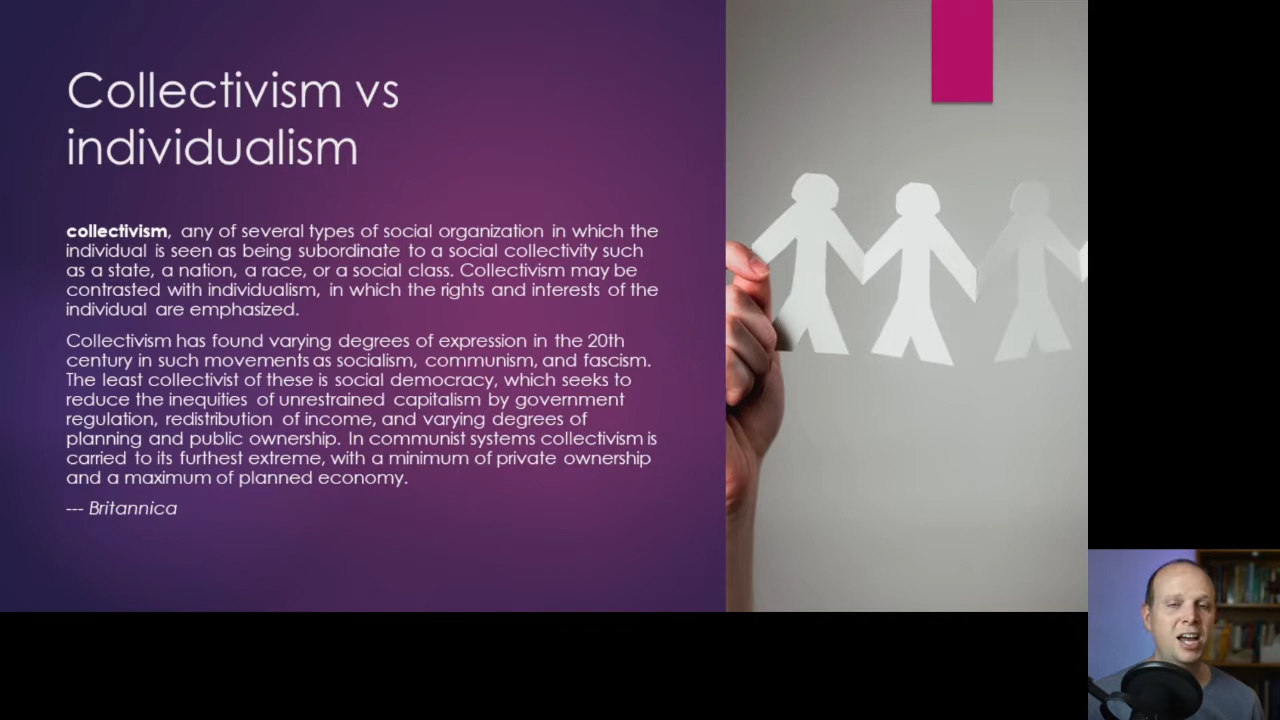 Collectivism vs
individualism
collectivism, any of several types of social organization in which the
individual is seen as being subordinate to a social collectivity such
as a state, a nation, a race, or a social class. Collectivism may be
contrasted with individualism, in which the rights and interests of the
individual are emphasized.
Collectivism has found varying degrees of expression in the 20th
century in such movements as socialism, communism, and fascism.
The least collectivist of these is social democracy, which seeks to
reduce the inequities of unrestrained capitalism by government
regulation, redistribution of income, and varying degrees of
planning and public ownership. In communist systems collectivism is
carried to its furthest extreme, with a minimum of private ownership
and a maximum of planned economy.
--- Britannica